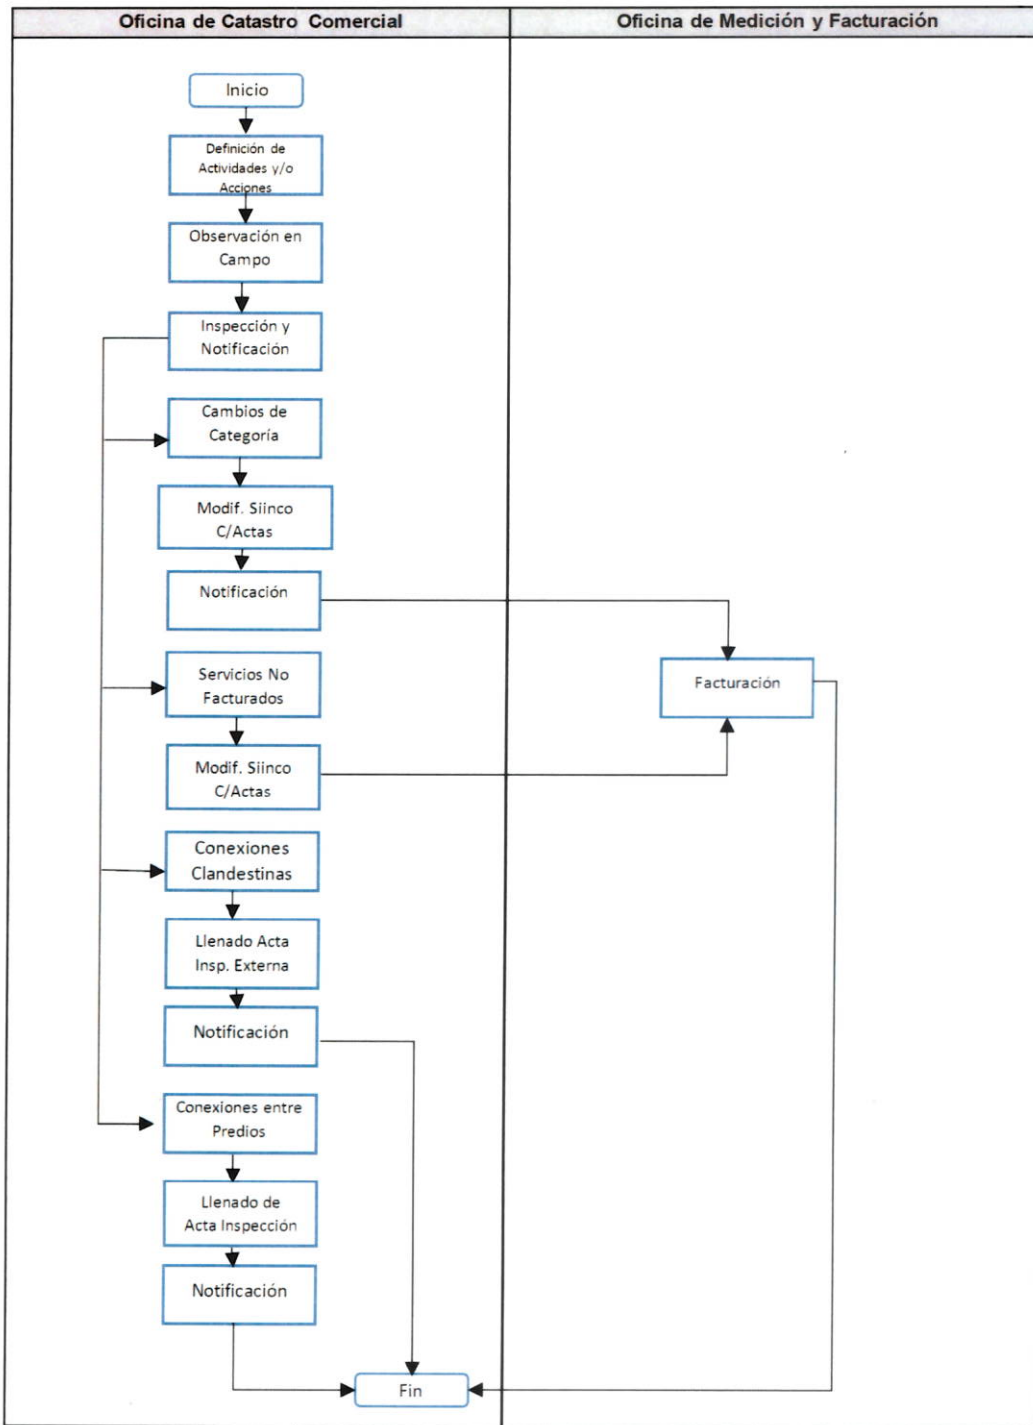 Oficina de Catastro Comercial
Oficina de Medición y Facturación
Inicio
Definición de
Actividades y/o
Acciones
Observación en
Campo
Inspección y
Notificación
Cambios de
Categoría
Modif. Siinco
C/Actas
Notificación
Servicios No
Facturados
Facturación
Modif. Siinco
C/Actas
Conexiones
Clandestinas
Llenado Acta
Insp. Externa
Notificación
Conexiones entre
Predios
Llenado de
Acta Inspección
Notificación
Fin